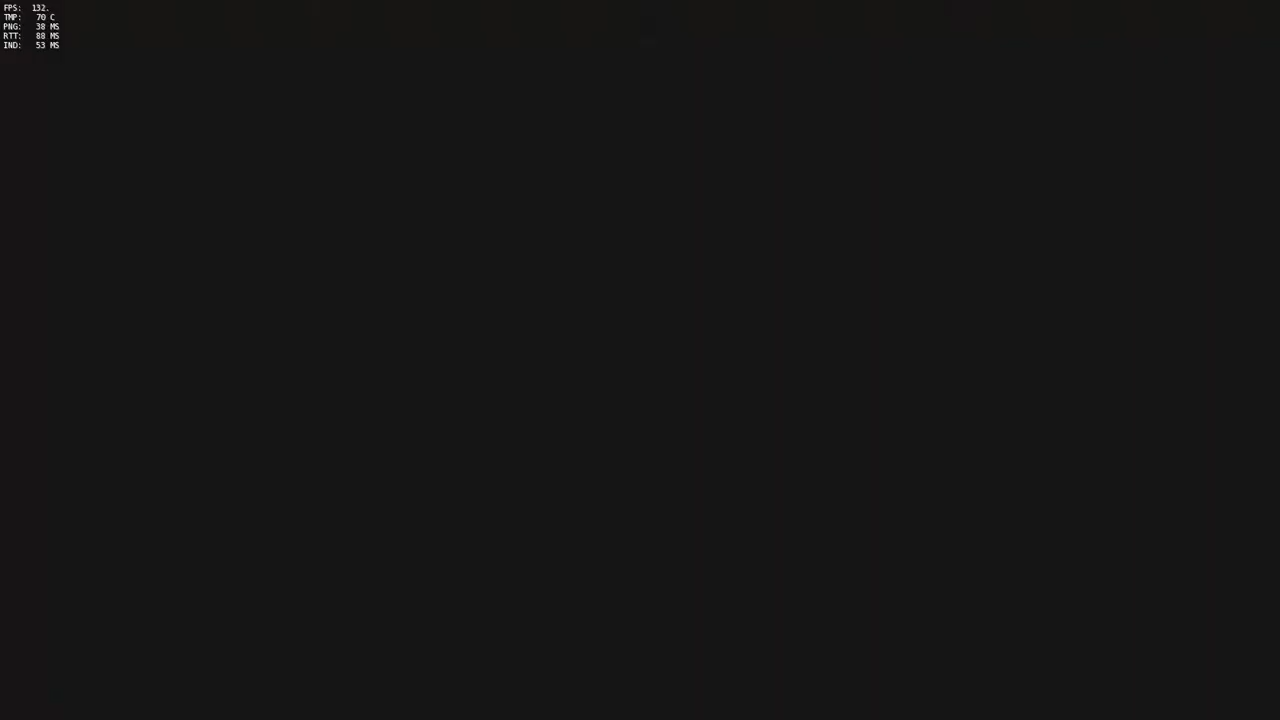 FPS: 132.
TMP: 70 C
PNG: 38 MS
RTT: 88 MS
IND: 53 MS